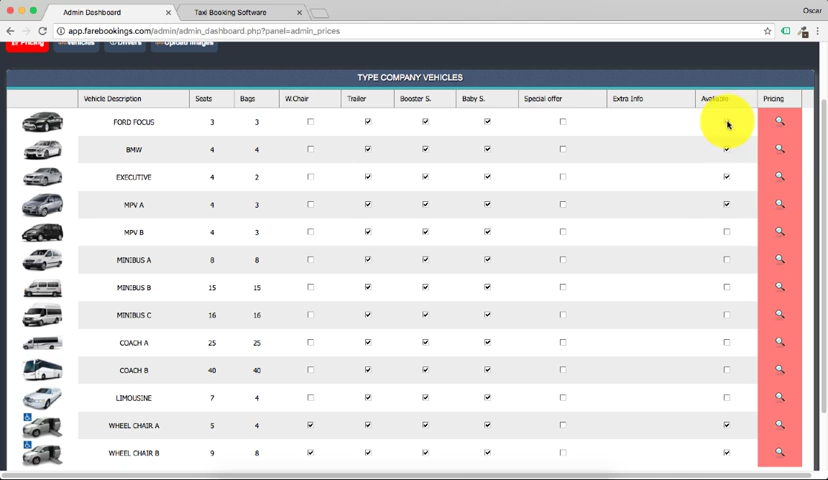 Admin Dashboard
Taxi Booking Software
Oscar
app.farebookings.com/admin/admin_dashboard.php?panel=admin_prices
Pricing Vehicles Drivers Upload Images
TYPE COMPANY VEHICLES
Vehicle Description Seats Bags W.Chair Trailer Booster S. Baby S. Special offer Extra Info Available Pricing
FORD FOCUS 3 3
BMW 4 4
EXECUTIVE 4 2
MPV A 4 3
MPV B 4 3
MINIBUS A 8 8
MINIBUS B 15 15
MINIBUS C 16 16
COACH A 25 25
COACH B 40 40
LIMOUSINE 7 4
WHEEL CHAIR A 5 4
WHEEL CHAIR B 9 8